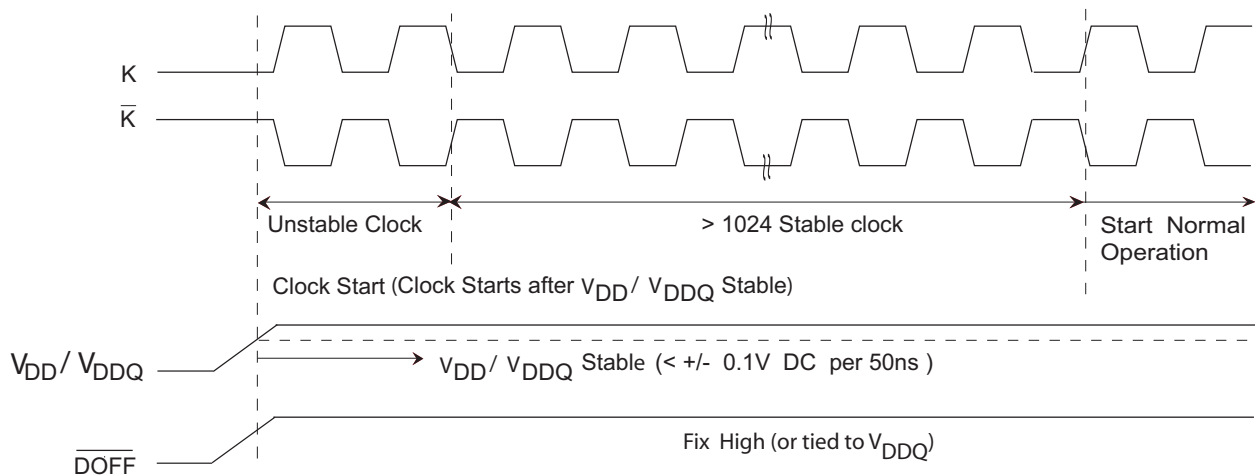 K
K̅
Unstable Clock
> 1024 Stable clock
Start Normal
Operation
Clock Start (Clock Starts after VDD / VDDQ Stable)
VDD / VDDQ
VDD / VDDQ Stable (< +/- 0.1V DC per 50ns )
Fix High (or tied to VDDQ)
D̅O̅F̅F̅